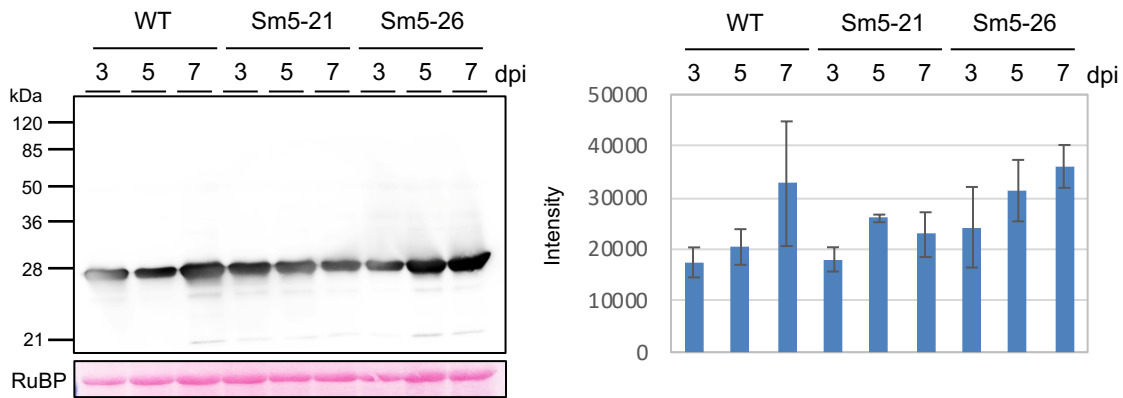 WT Sm5-21 Sm5-26
3 5 7 3 5 7 3 5 7 dpi
kDa
120
85
50
36
28
21
RuBP
WT Sm5-21 Sm5-26
3 5 7 3 5 7 3 5 7 dpi
50000
40000
30000
20000
10000
0
Intensity